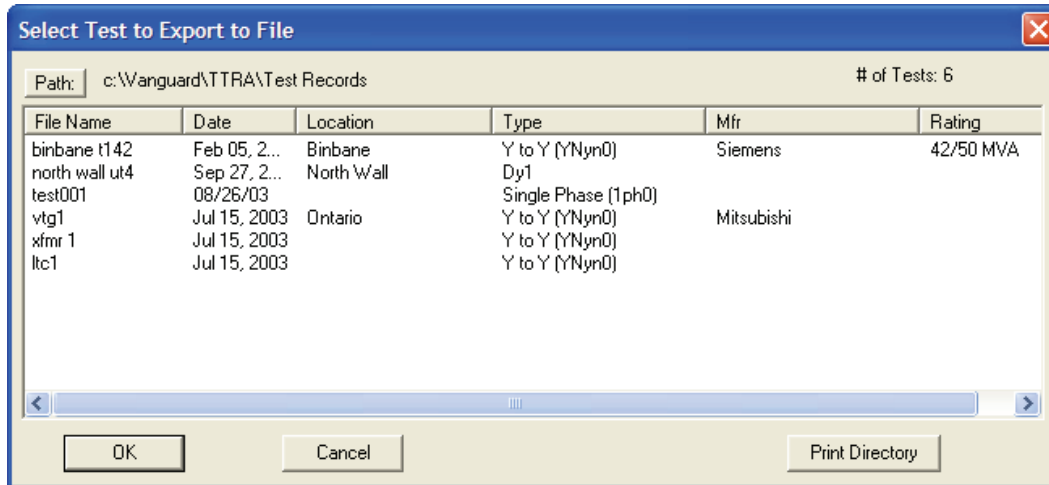 Select Test to Export to File
Path: c:\Vanguard\TTRA\Test Records # of Tests: 6
File Name Date Location Type Mfr Rating
binbane t142 Feb 05, 2... Binbane Y to Y (YNyn0) Siemens 42/50 MVA
north wall ut4 Sep 27, 2... North Wall Dy1
test001 08/26/03 Single Phase (1ph0)
vtg1 Jul 15, 2003 Ontario Y to Y (YNyn0) Mitsubishi
xfmr 1 Jul 15, 2003 Y to Y (YNyn0)
ltc1 Jul 15, 2003 Y to Y (YNyn0)
OK Cancel Print Directory